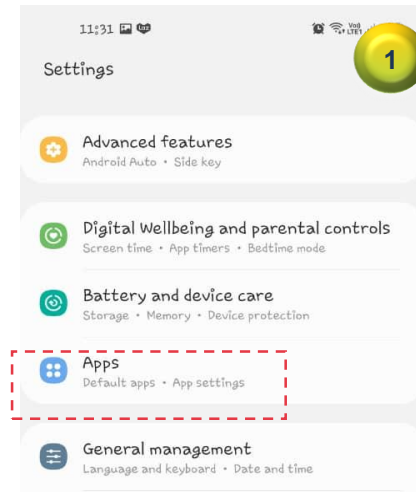 11:31
Voo) LTE1
1
Settings
Advanced features
Android Auto • Side key
Digital Wellbeing and parental controls
Screen time • App timers • Bedtime mode
Battery and device care
Storage • Memory • Device protection
Apps
Default apps • App settings
General management
Language and keyboard • Date and time